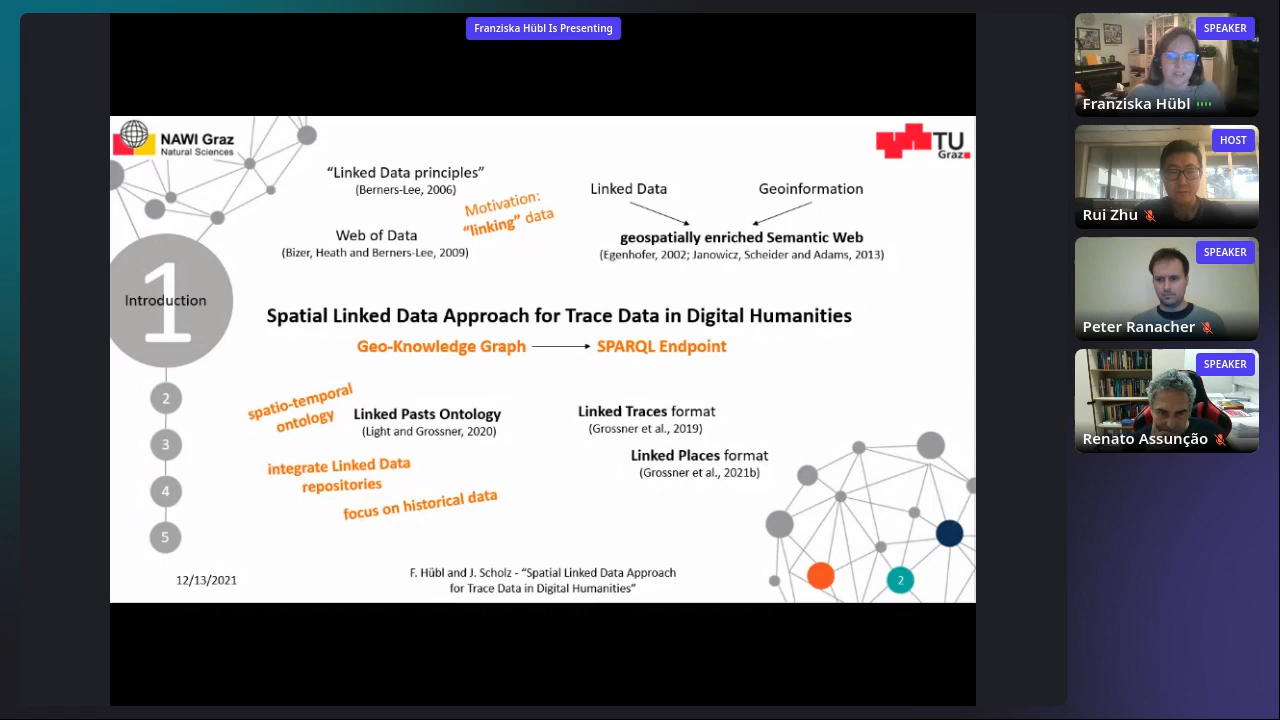 Franziska Hübl Is Presenting
NAWI Graz
Natural Sciences
TU
Graz
“Linked Data principles”
(Berners-Lee, 2006)
Motivation:
“linking” data
Web of Data
(Bizer, Heath and Berners-Lee, 2009)
Linked Data
Geoinformation
geospatially enriched Semantic Web
(Egenhofer, 2002; Janowicz, Scheider and Adams, 2013)
1
Introduction
Spatial Linked Data Approach for Trace Data in Digital Humanities
Geo-Knowledge Graph
SPARQL Endpoint
spatio-temporal
ontology
Linked Pasts Ontology
(Light and Grossner, 2020)
Linked Traces format
(Grossner et al., 2019)
Linked Places format
(Grossner et al., 2021b)
integrate Linked Data
repositories
focus on historical data
2
3
4
5
12/13/2021
F. Hübl and J. Scholz - “Spatial Linked Data Approach
for Trace Data in Digital Humanities”
2
SPEAKER
Franziska Hübl
HOST
Rui Zhu
SPEAKER
Peter Ranacher
SPEAKER
Renato Assunção